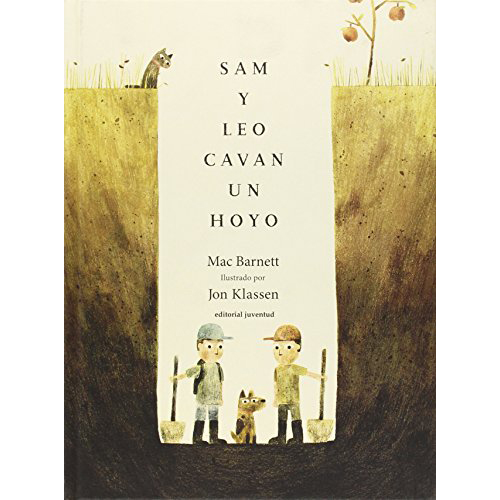 SAM
Y
LEO
CAVAN
UN
HOYO
Mac Barnett
Ilustrado por
Jon Klassen
editorial juventud